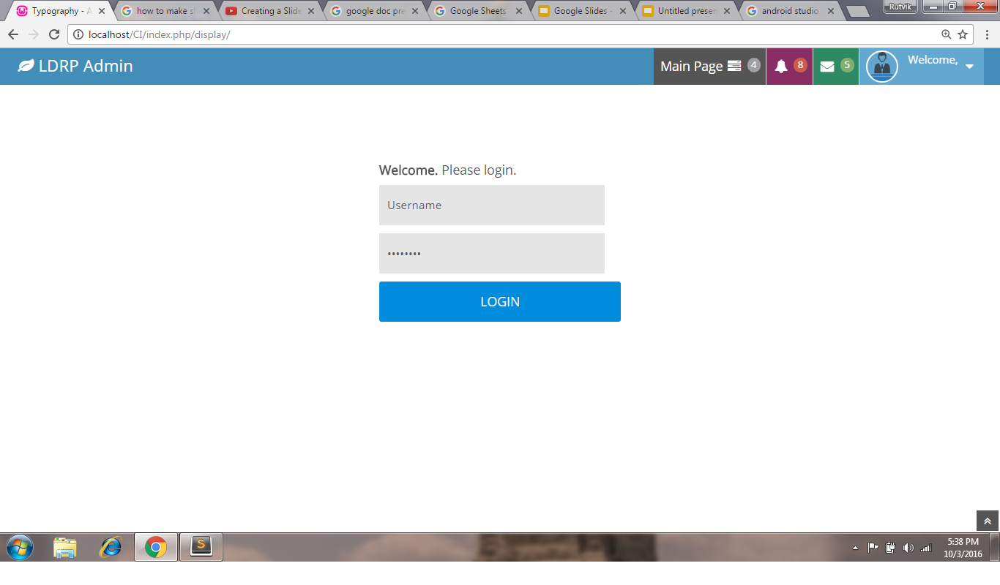 Typography - A
how to make s
Creating a Slide
google doc pre
Google Sheets
Google Slides -
Untitled presen
android studio
Rutvik
localhost/CI/index.php/display/
LDRP Admin
Main Page 4
8
5
Welcome,
Welcome. Please login.
Username
••••••••
LOGIN
5:38 PM
10/3/2016